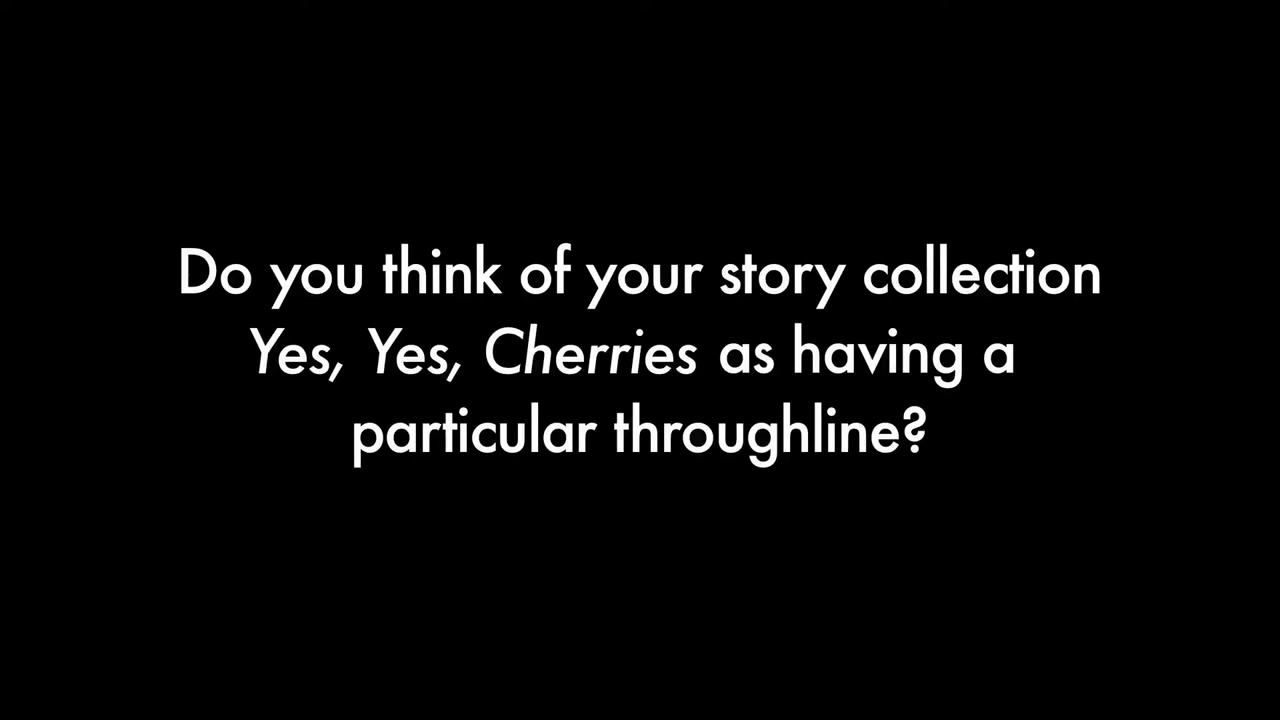 Do you think of your story collection
Yes, Yes, Cherries as having a
particular throughline?